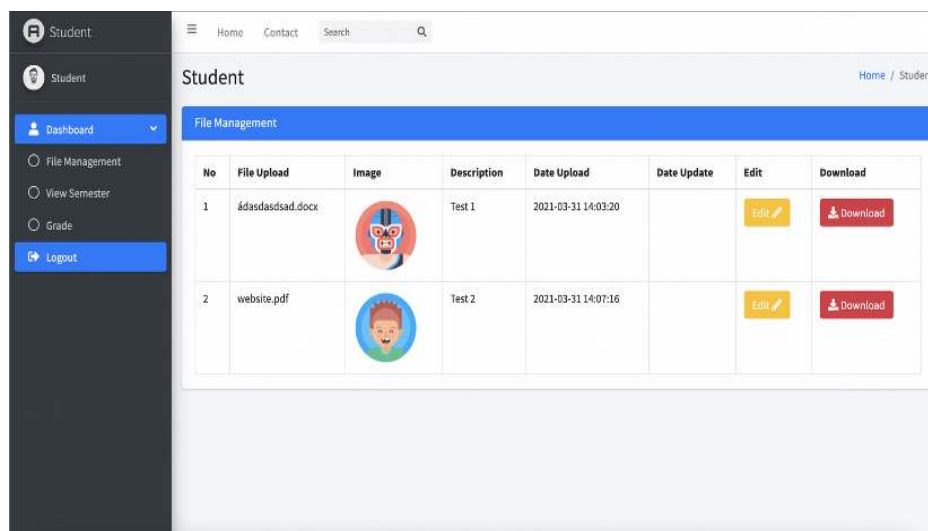 Student
Home Contact Search
Student
Student
Home / Studen
Dashboard
File Management
View Semester
Grade
Logout
File Management
No File Upload Image Description Date Upload Date Update Edit Download
1 ádasdasdsad.docx Test 1 2021-03-31 14:03:20 Edit Download
2 website.pdf Test 2 2021-03-31 14:07:16 Edit Download